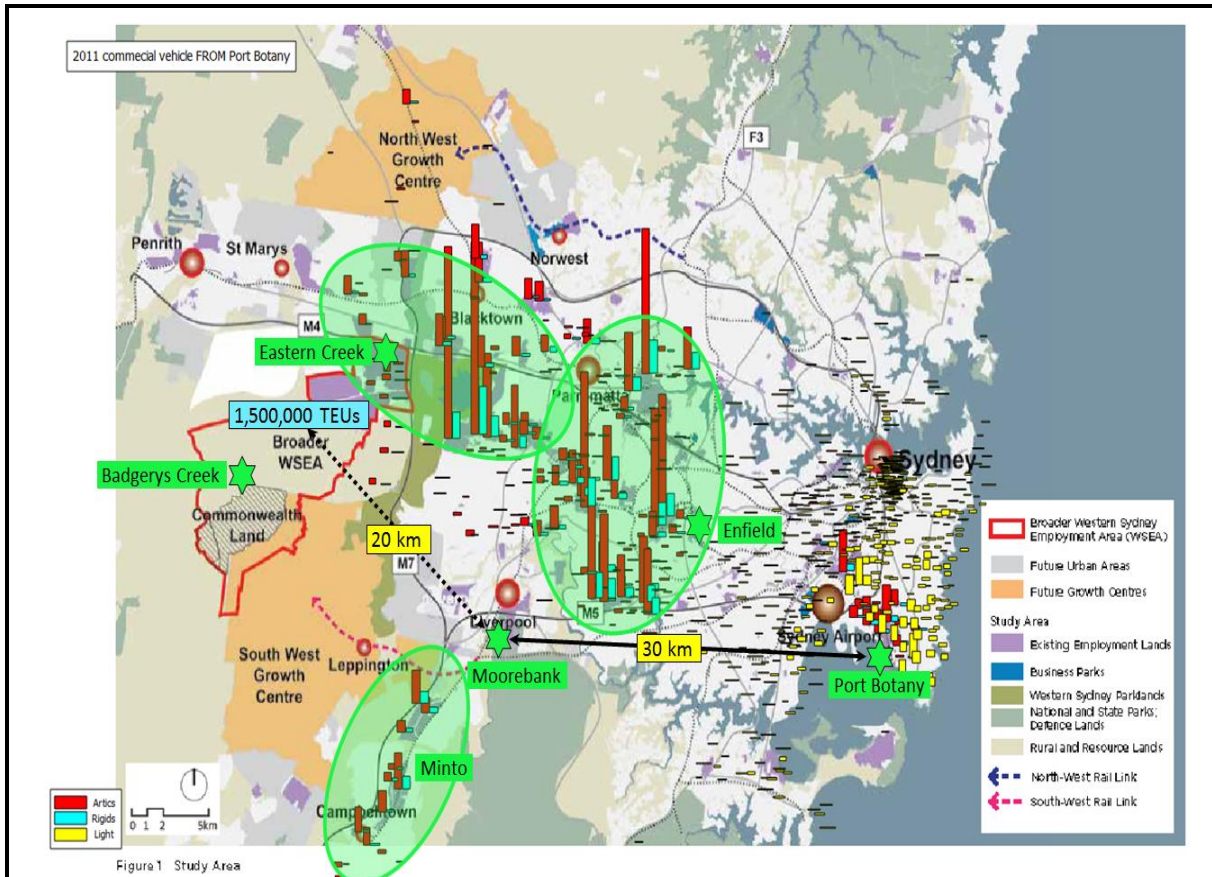 2011 commecial vehicle FROM Port Botany
North West
Growth
Centre
F3
Penrith
St Marys
Norwest
M4
Blacktown
Eastern Creek
Parramatta
1,500,000 TEUs
Broader
WSEA
Sydney
Badgerys Creek
Commonwealth
Land
Enfield
20 km
M7
M5
Liverpool
Sydney Airport
30 km
South West
Growth
Centre
Leppington
Moorebank
Port Botany
Minto
Campbelltown
Broader Western Sydney
Employment Area (WSEA)
Future Urban Areas
Future Growth Centres
Study Area
Existing Employment Lands
Business Parks
Western Sydney Parklands
National and State Parks;
Defence Lands
Rural and Resource Lands
North-West Rail Link
South-West Rail Link
Artics
Rigids
Light
0 1 2 5km
Figure 1 Study Area